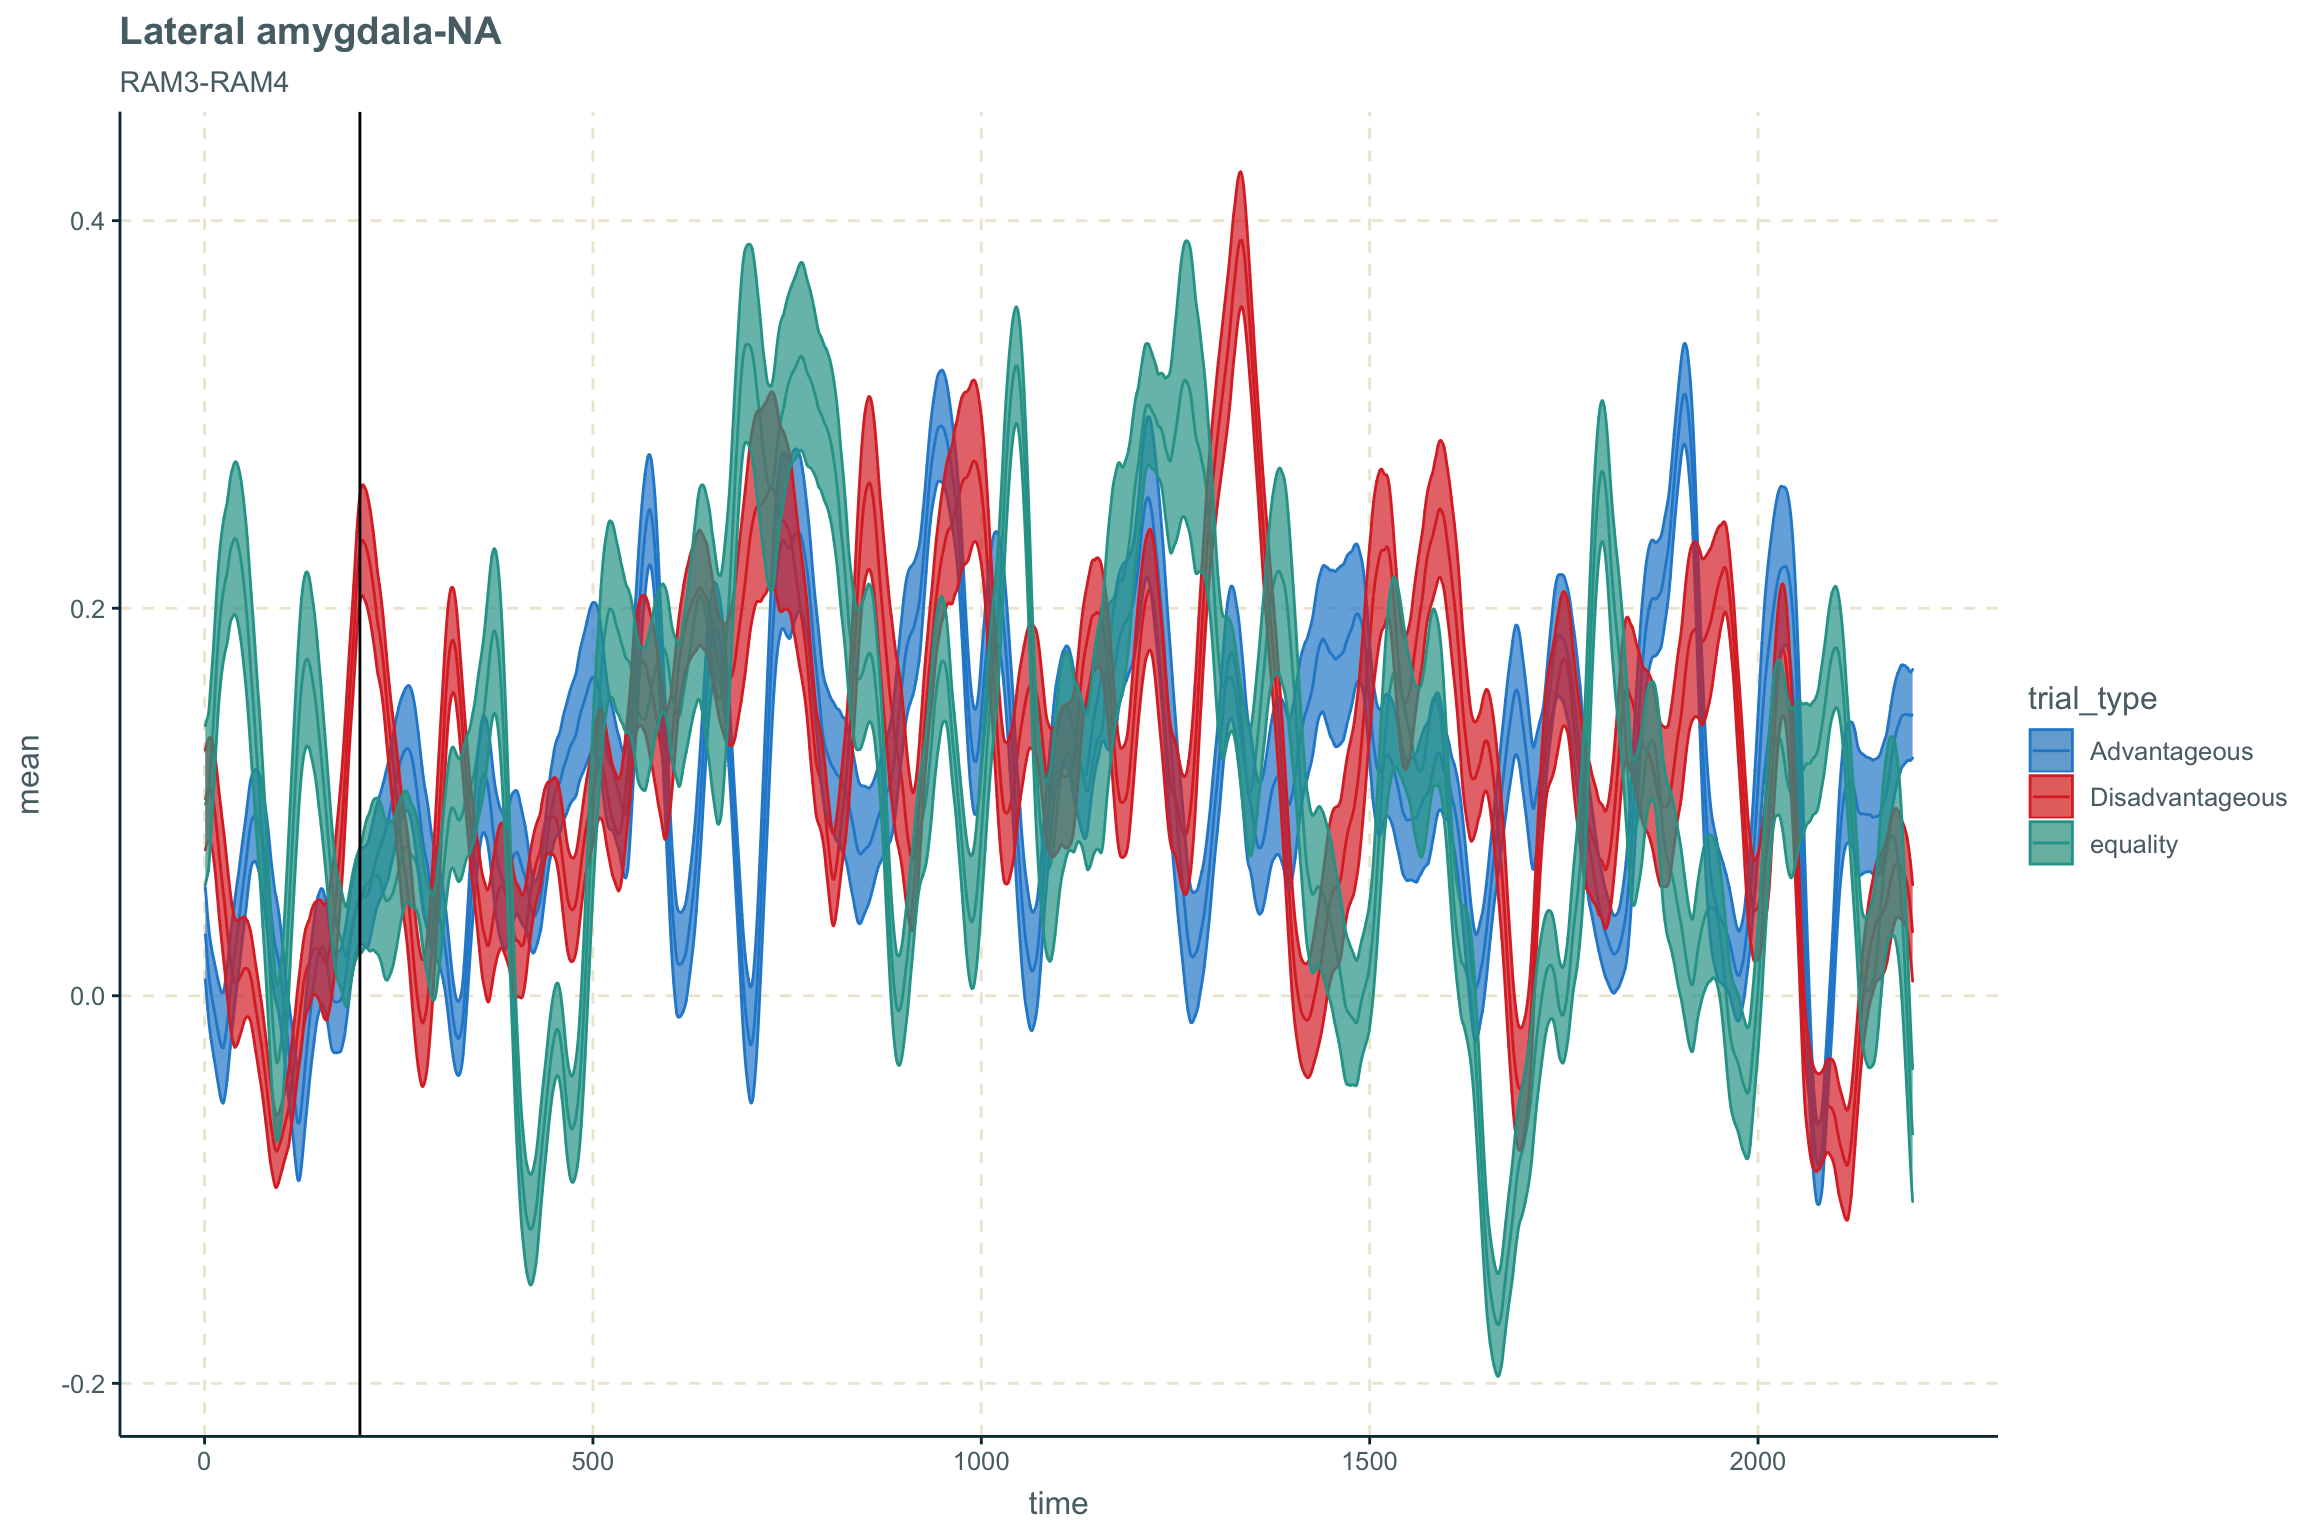 Lateral amygdala-NA
RAM3-RAM4
mean
0.4
0.2
0.0
-0.2
0
500
1000
1500
2000
time
trial_type
Advantageous
Disadvantageous
equality